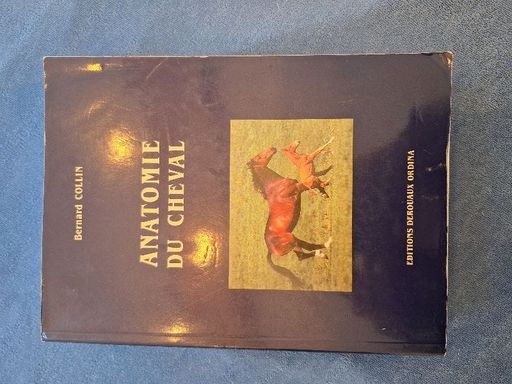 Bernard COLLIN
ANATOMIE
DU CHEVAL
EDITIONS DEROUAUX ORDINA